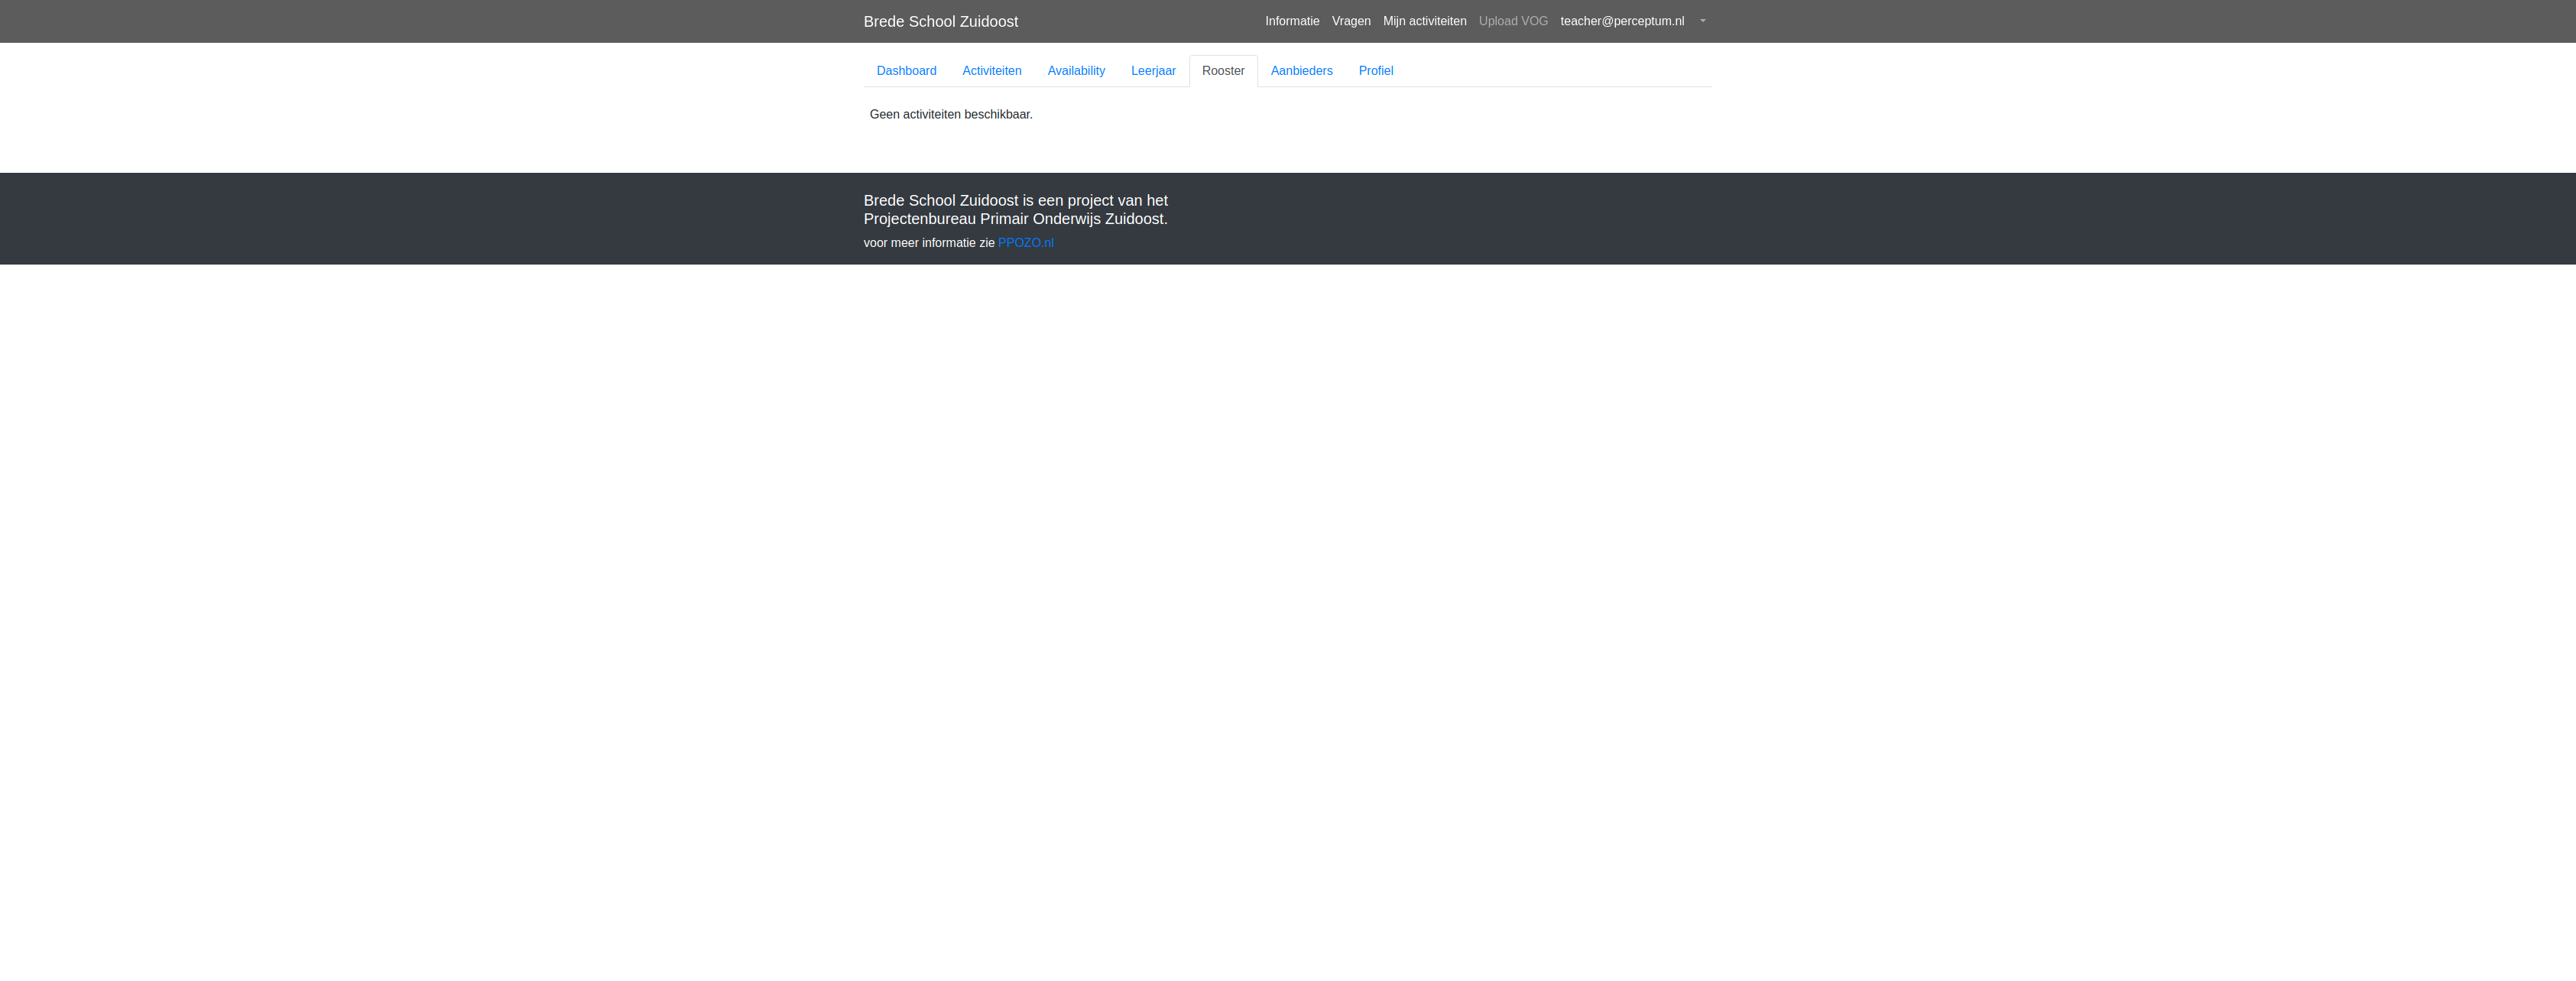 Brede School Zuidoost Informatie Vragen Mijn activiteiten Upload VOG teacher@perceptum.nl
Dashboard Activiteiten Availability Leerjaar Rooster Aanbieders Profiel
Geen activiteiten beschikbaar.
Brede School Zuidoost is een project van het
Projectenbureau Primair Onderwijs Zuidoost.
voor meer informatie zie PPOZO.nl